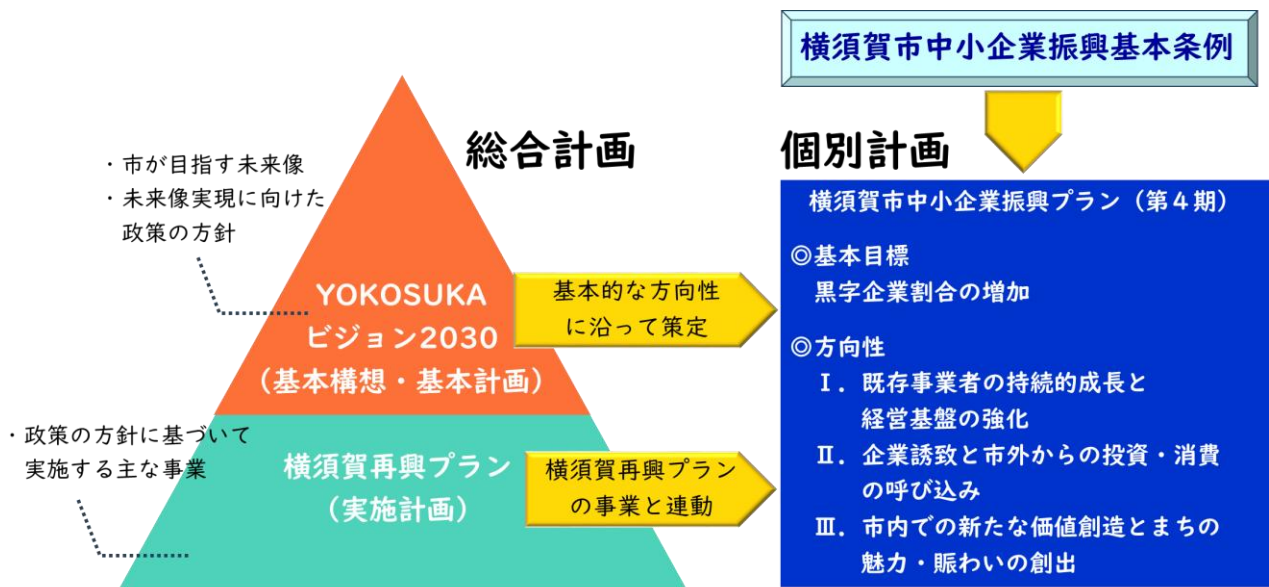 横須賀市中小企業振興基本条例
総合計画
個別計画
・市が目指す未来像
・未来像実現に向けた
政策の方針
YOKOSUKA
ビジョン2030
(基本構想・基本計画)
基本的な方向性
に沿って策定
・政策の方針に基づいて
実施する主な事業
横須賀再興プラン
(実施計画)
横須賀再興プラン
の事業と連動
横須賀市中小企業振興プラン(第4期)
◎基本目標
黒字企業割合の増加
◎方向性
Ⅰ.既存事業者の持続的成長と
経営基盤の強化
Ⅱ.企業誘致と市外からの投資・消費
の呼び込み
Ⅲ.市内での新たな価値創造とまちの
魅力・賑わいの創出